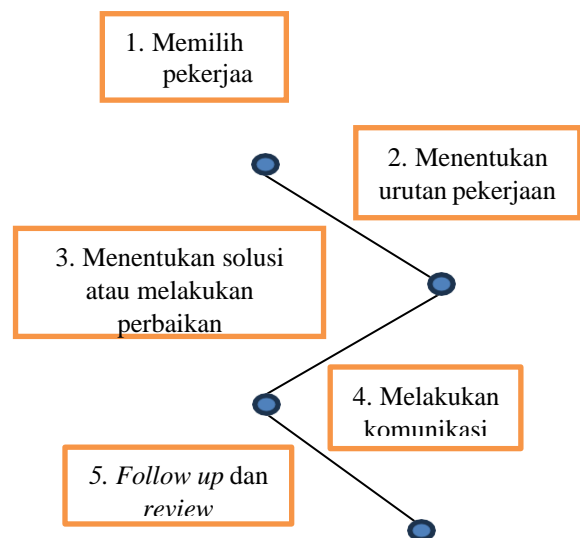 1. Memilih
pekerjaa
2. Menentukan
urutan pekerjaan
3. Menentukan solusi
atau melakukan
perbaikan
4. Melakukan
komunikasi
5. Follow up dan
review